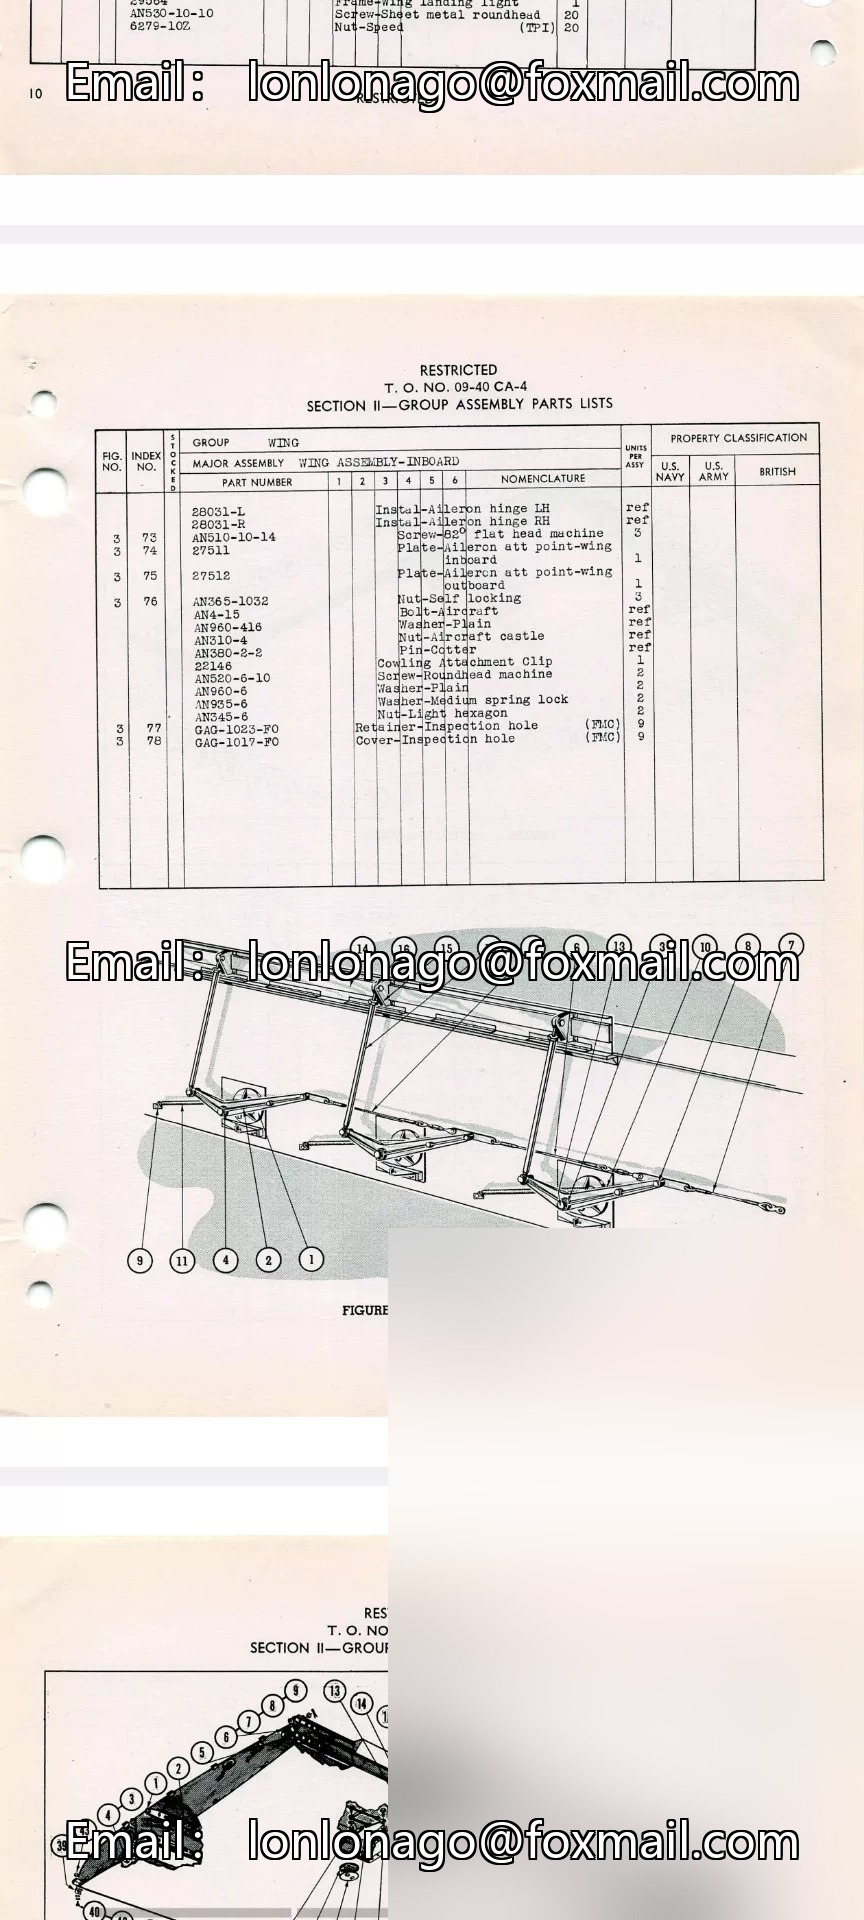 29564 Frame-Wing landing light 1
AN530-10-10 Screw-Sheet metal roundhead 20
6279-10Z Nut-Speed (TPI) 20
Email： lonlonago@foxmail.com
10 RESTRICTED
RESTRICTED
T. O. NO. 09-40 CA-4
SECTION II—GROUP ASSEMBLY PARTS LISTS
FIG. NO. INDEX NO. STOCKED GROUP WING UNITS PER ASSY PROPERTY CLASSIFICATION
MAJOR ASSEMBLY WING ASSEMBLY-INBOARD U.S. NAVY U.S. ARMY BRITISH
PART NUMBER 1 2 3 4 5 6 NOMENCLATURE
28031-L Instal-Aileron hinge LH ref
28031-R Instal-Aileron hinge RH ref
3 73 AN510-10-14 Screw-82° flat head machine 3
3 74 27511 Plate-Aileron att point-wing
inboard 1
3 75 27512 Plate-Aileron att point-wing
outboard 1
3 76 AN365-1032 Nut-Self locking 3
AN4-15 Bolt-Aircraft ref
AN960-416 Washer-Plain ref
AN310-4 Nut-Aircraft castle ref
AN380-2-2 Pin-Cotter ref
22146 Cowling Attachment Clip 1
AN520-6-10 Screw-Roundhead machine 2
AN960-6 Washer-Plain 2
AN935-6 Washer-Medium spring lock 2
AN345-6 Nut-Light hexagon 2
3 77 GAG-1023-F0 Retainer-Inspection hole (FMC) 9
3 78 GAG-1017-F0 Cover-Inspection hole (FMC) 9
14 16 15 6 13 3 10 8 7
Email： lonlonago@foxmail.com
9 11 4 2 1
FIGURE
RES
T. O. NO
SECTION II—GROUP
9 13
8 14
7
6
5
2
1
3
4
Email： lonlonago@foxmail.com
39
40